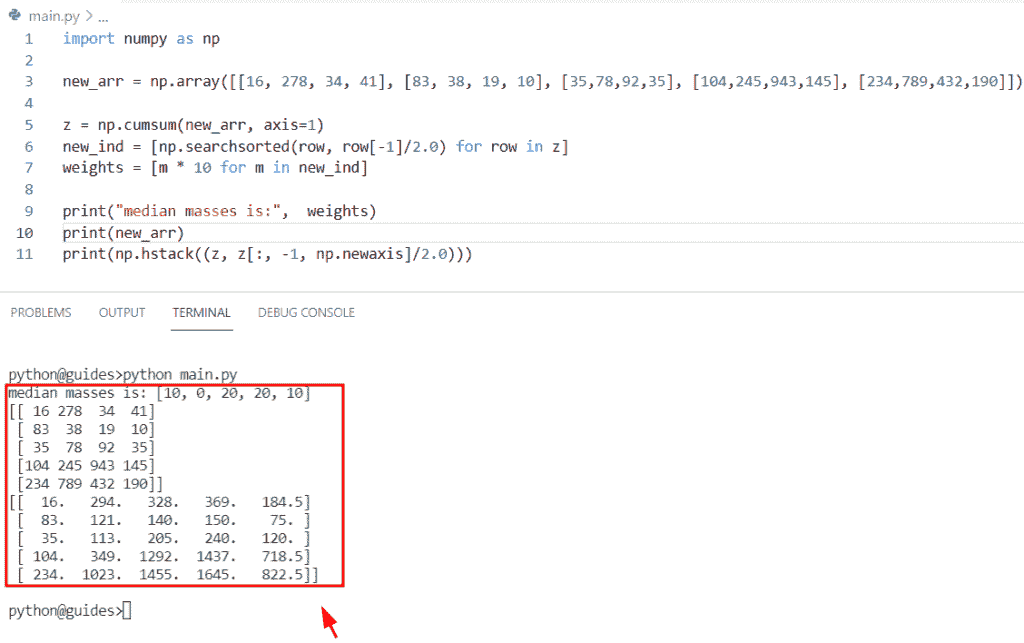 main.py > ...
1 import numpy as np
2
3 new_arr = np.array([[16, 278, 34, 41], [83, 38, 19, 10], [35,78,92,35], [104,245,943,145], [234,789,432,190]])
4
5 z = np.cumsum(new_arr, axis=1)
6 new_ind = [np.searchsorted(row, row[-1]/2.0) for row in z]
7 weights = [m * 10 for m in new_ind]
8
9 print("median masses is:",  weights)
10 print(new_arr)
11 print(np.hstack((z, z[:, -1, np.newaxis]/2.0)))
PROBLEMS OUTPUT TERMINAL DEBUG CONSOLE
python@guides>python main.py
median masses is: [10, 0, 20, 20, 10]
[[ 16 278  34  41]
 [ 83  38  19  10]
 [ 35  78  92  35]
 [104 245 943 145]
 [234 789 432 190]]
[[  16.   294.   328.   369.   184.5]
 [  83.   121.   140.   150.    75. ]
 [  35.   113.   205.   240.   120. ]
 [ 104.   349.  1292.  1437.   718.5]
 [ 234.  1023.  1455.  1645.   822.5]]
python@guides>